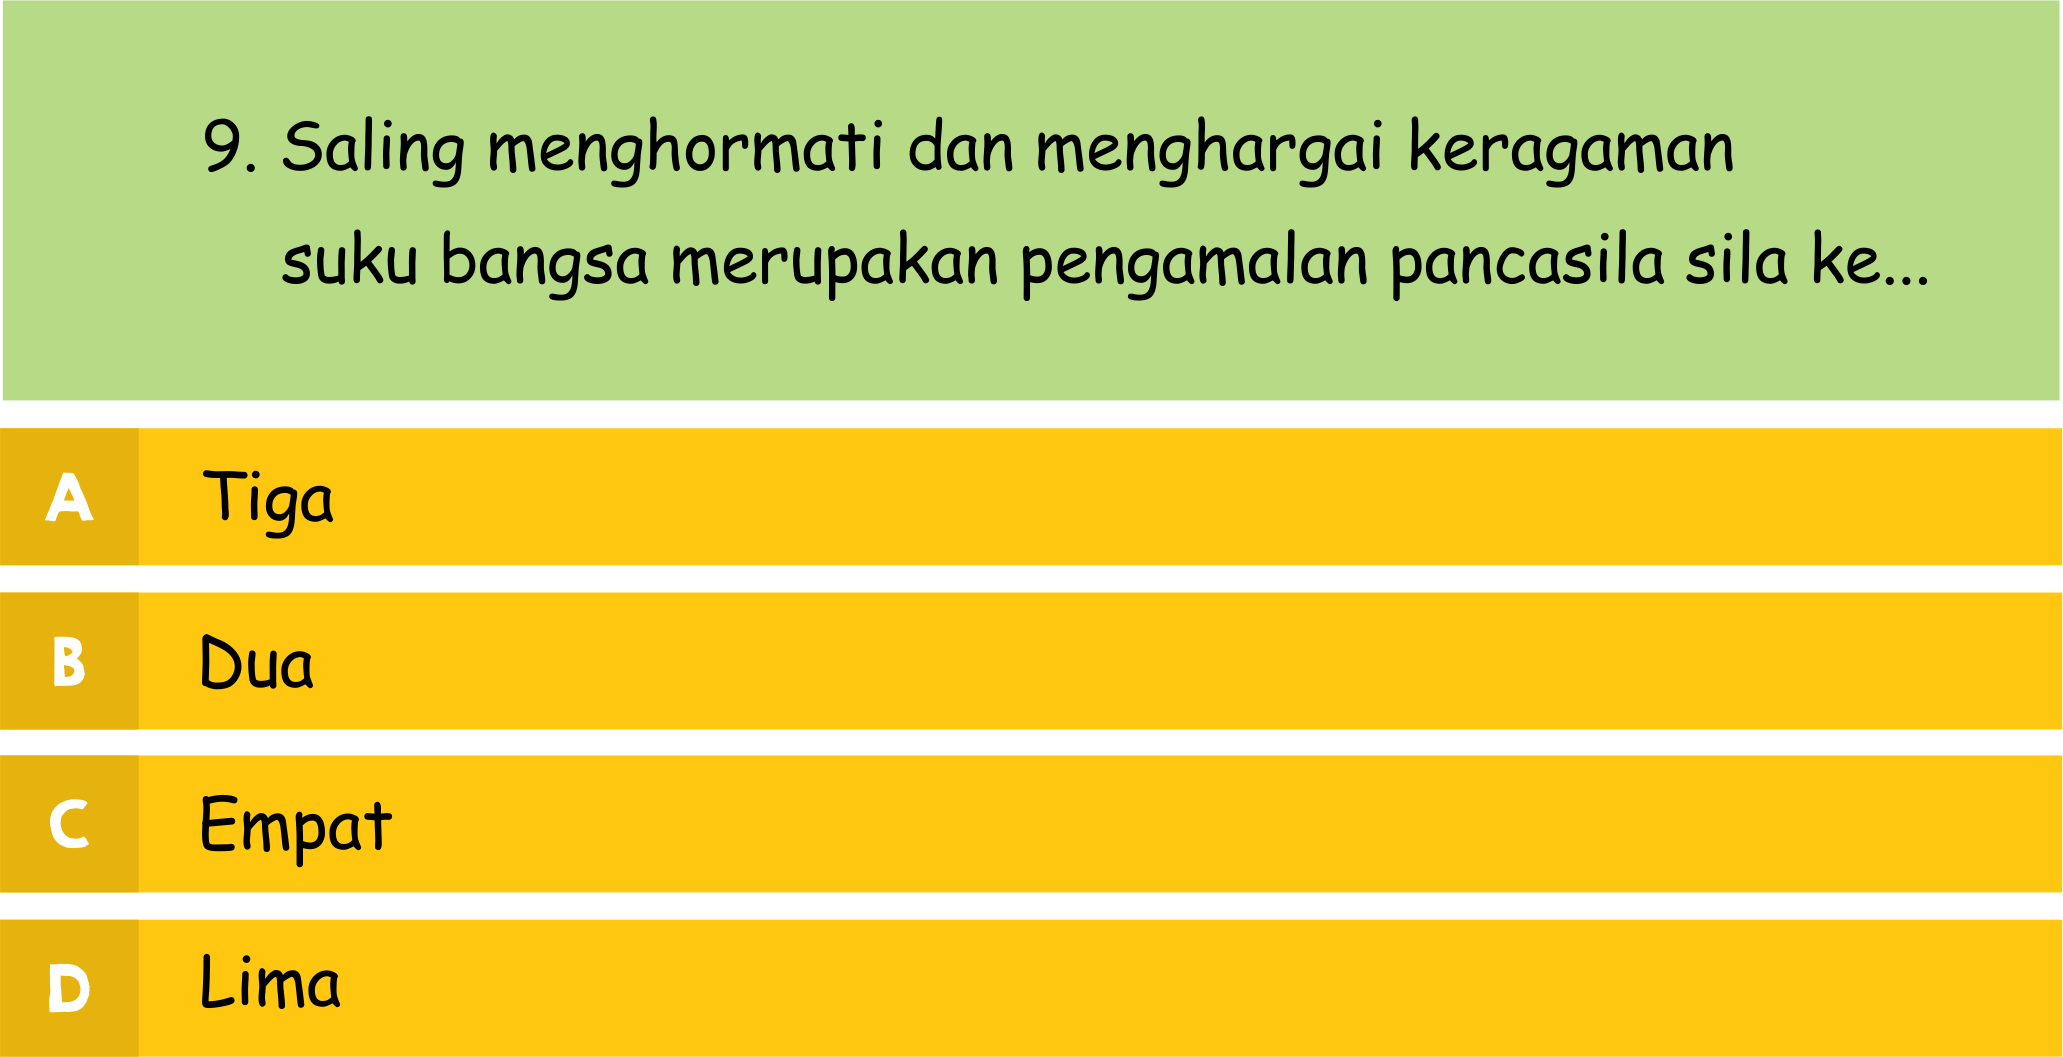 9. Saling menghormati dan menghargai keragaman
suku bangsa merupakan pengamalan pancasila sila ke...
A Tiga
B Dua
C Empat
D Lima